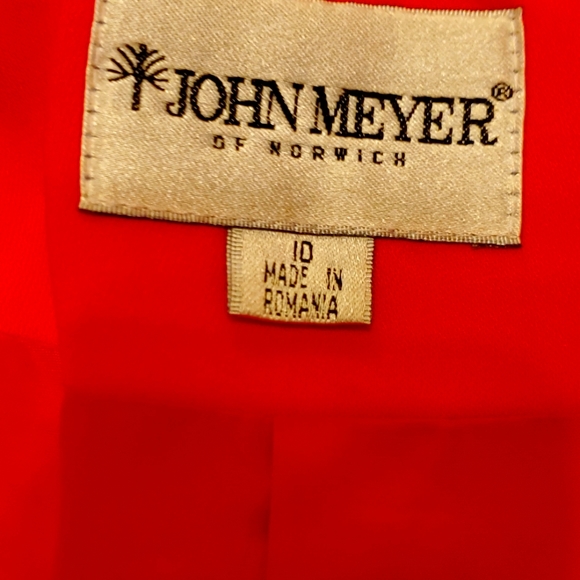 JOHN MEYER®
OF NORWICH
10
MADE IN
ROMANIA